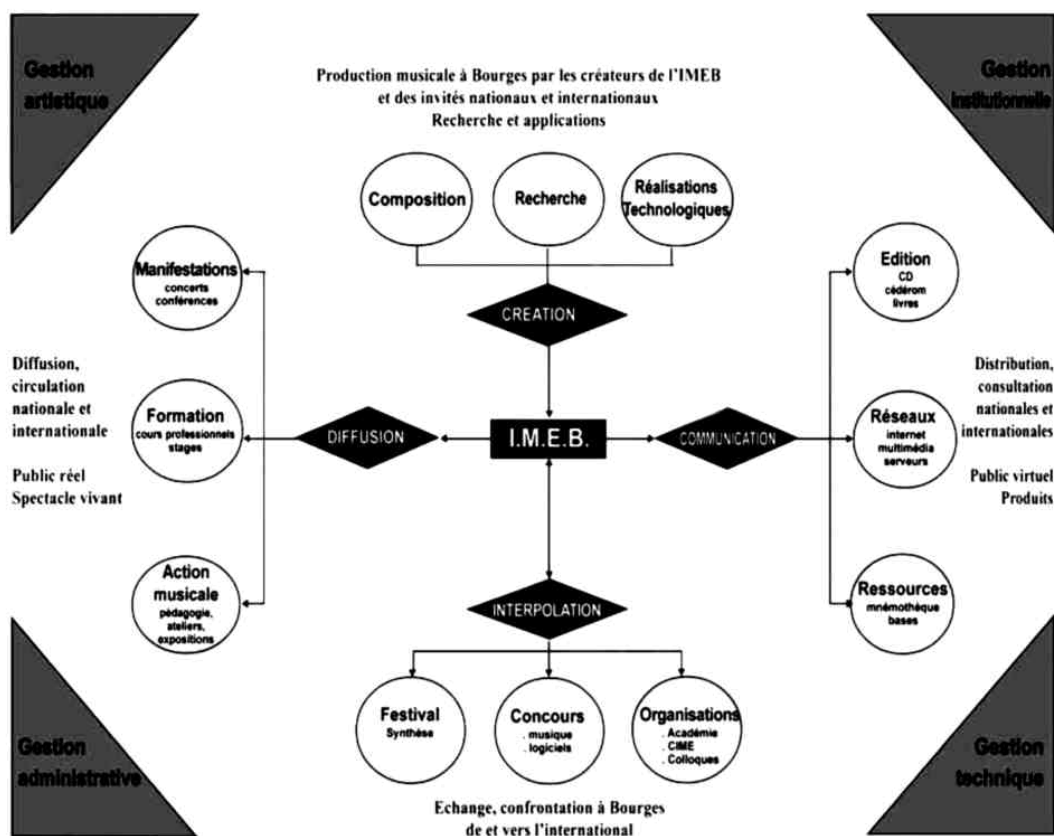 Gestion
artistique
Gestion
institutionnelle
Production musicale à Bourges par les créateurs de l'IMEB
et des invités nationaux et internationaux
Recherche et applications
Composition
Recherche
Réalisations
Technologiques
Manifestations
concerts
conférences
CREATION
Edition
CD
cédérom
livres
Diffusion,
circulation
nationale et
internationale
Public réel
Spectacle vivant
Formation
cours professionnels
stages
DIFFUSION
I.M.E.B.
COMMUNICATION
Réseaux
internet
multimédia
serveurs
Distribution,
consultation
nationales et
internationales
Public virtuel
Produits
Action
musicale
pédagogie,
ateliers,
expositions
INTERPOLATION
Ressources
mnémothèque
bases
Festival
Synthèse
Concours
. musique
. logiciels
Organisations
. Académie
. CIME
. Colloques
Gestion
administrative
Gestion
technique
Echange, confrontation à Bourges
de et vers l'international